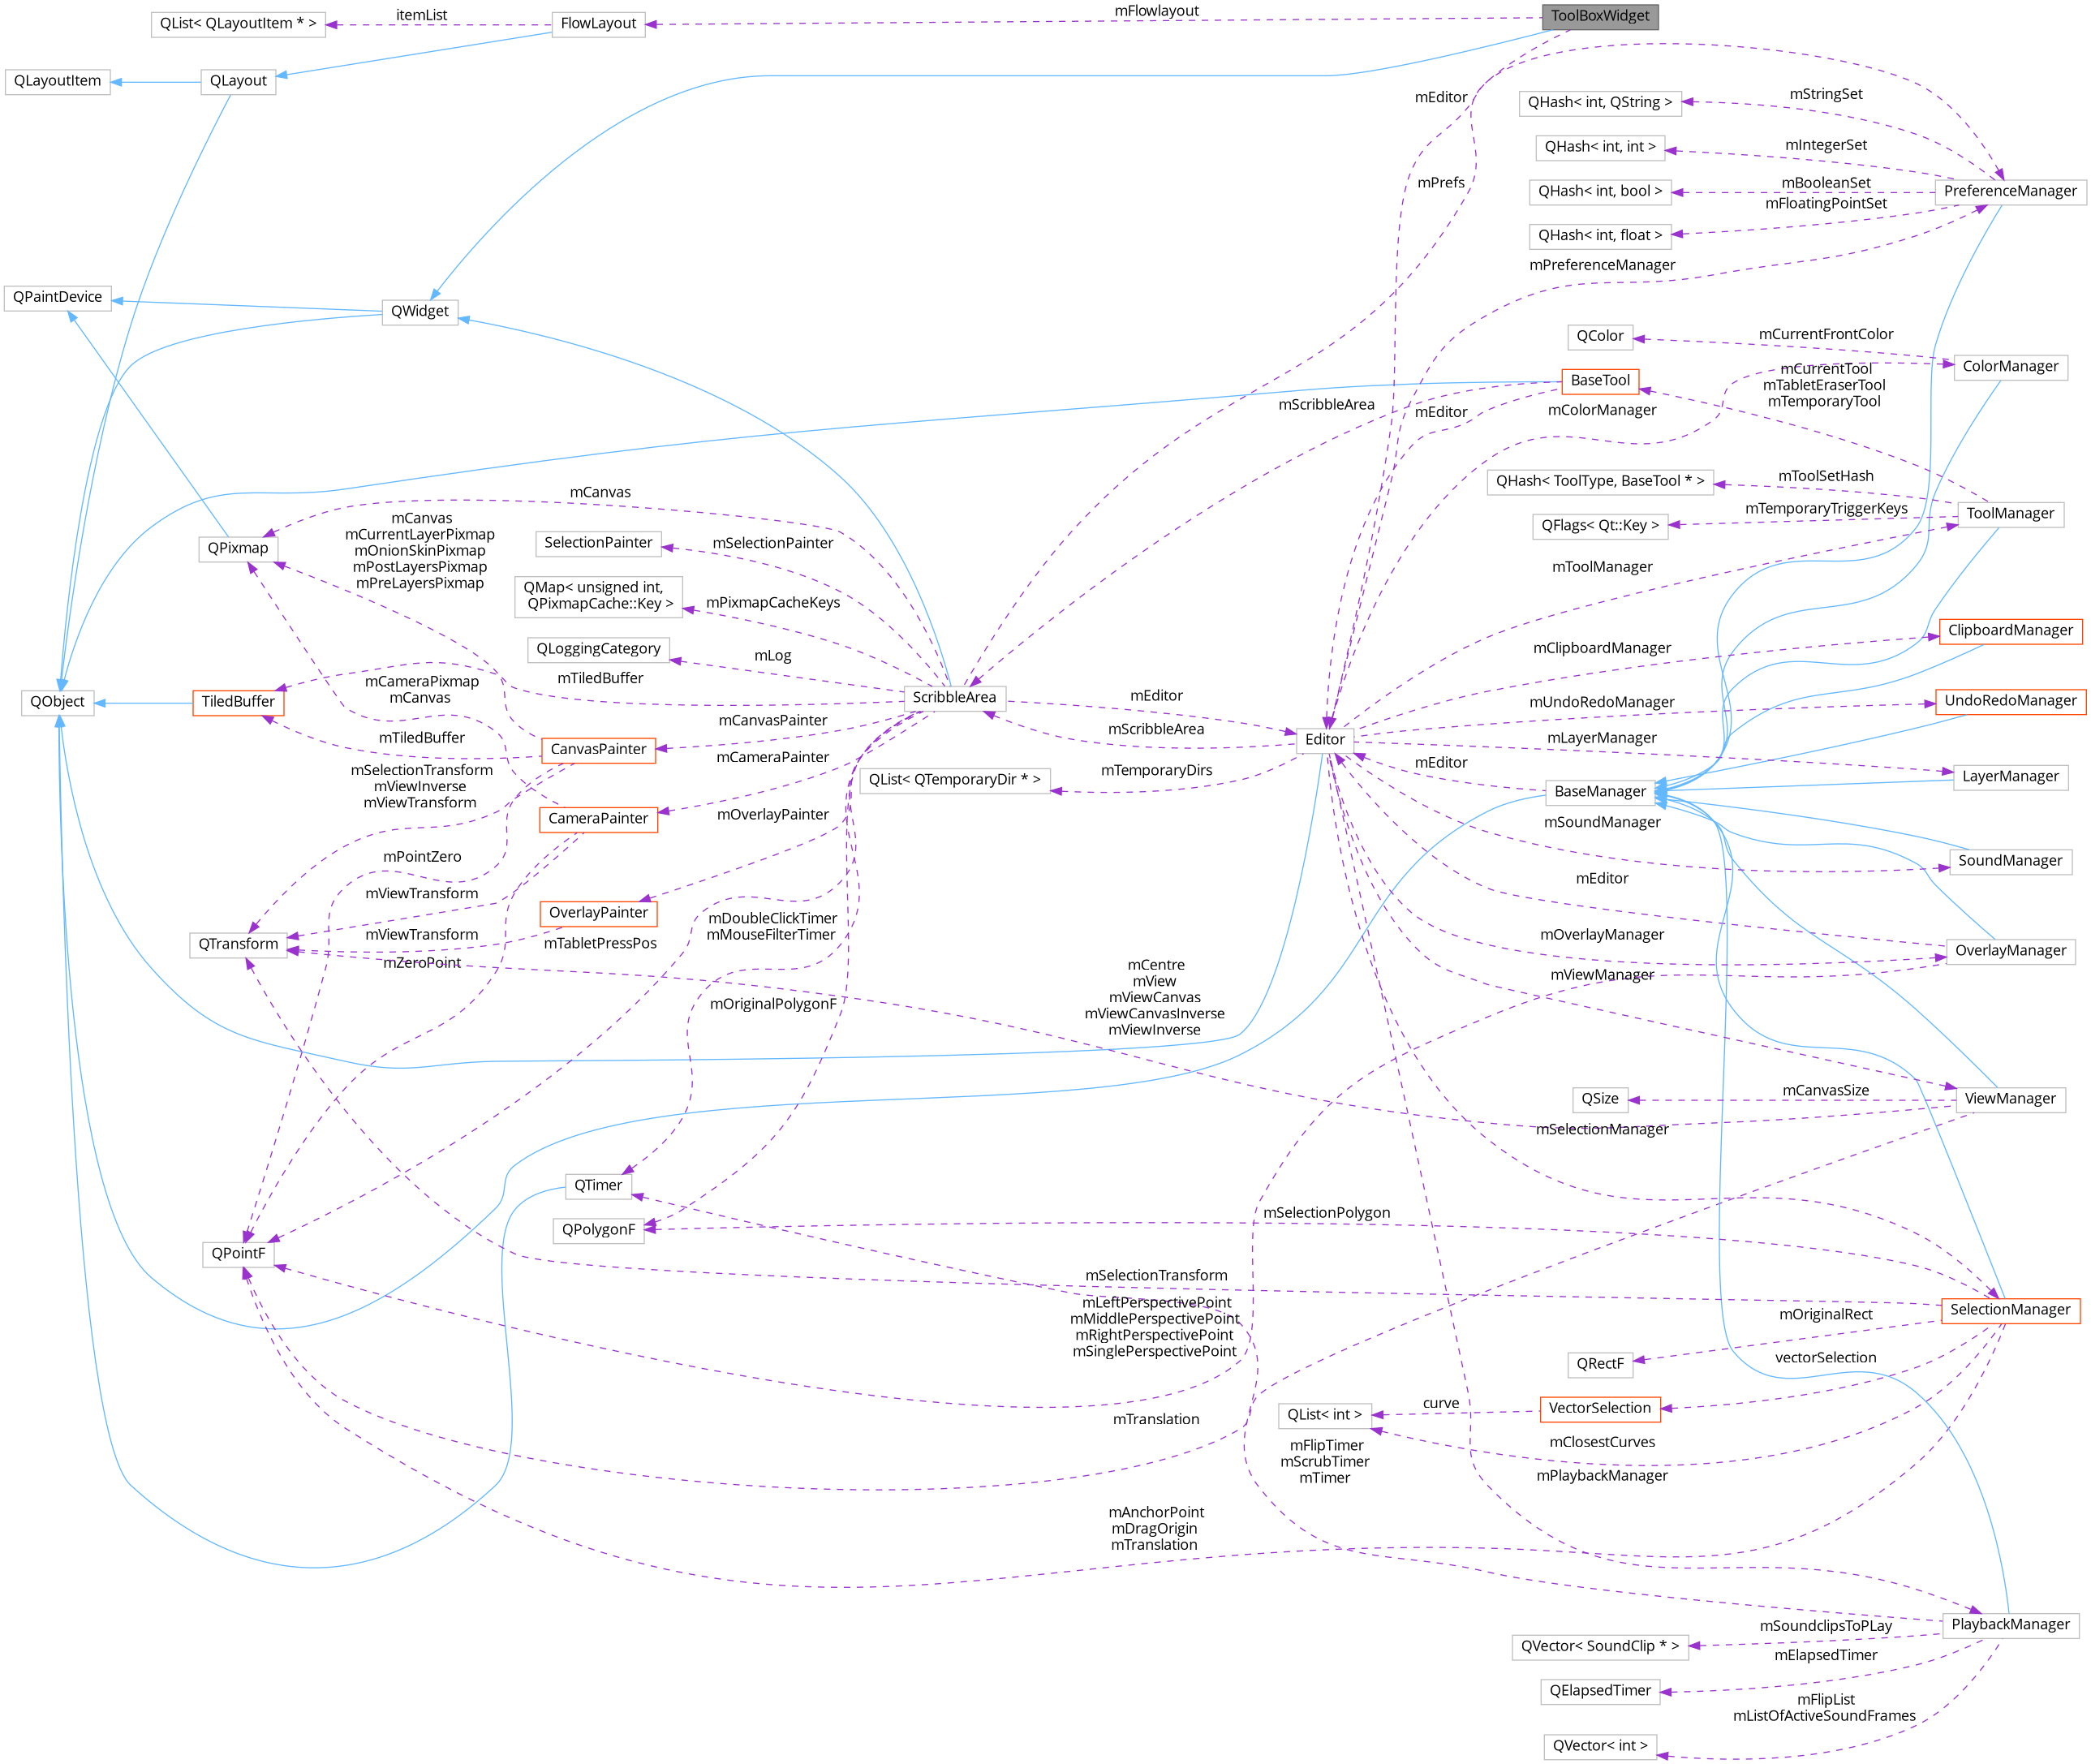 ToolBoxWidget
mFlowlayout
FlowLayout
itemList
QList< QLayoutItem * >
QLayoutItem
QLayout
mEditor
mStringSet
QHash< int, QString >
mIntegerSet
QHash< int, int >
mPrefs
mBooleanSet
QHash< int, bool >
PreferenceManager
mFloatingPointSet
QHash< int, float >
mPreferenceManager
QPaintDevice
QWidget
mCurrentFrontColor
QColor
ColorManager
BaseTool
mCurrentTool
mTabletEraserTool
mTemporaryTool
mScribbleArea
mEditor
mColorManager
QHash< ToolType, BaseTool * >
mToolSetHash
mTemporaryTriggerKeys
QFlags< Qt::Key >
ToolManager
mCanvas
mCanvas
mCurrentLayerPixmap
mOnionSkinPixmap
mPostLayersPixmap
mPreLayersPixmap
QPixmap
SelectionPainter
mSelectionPainter
mToolManager
QMap< unsigned int,
QPixmapCache::Key >
mPixmapCacheKeys
QLoggingCategory
mLog
mClipboardManager
ClipboardManager
mTiledBuffer
mCameraPixmap
mCanvas
QObject
TiledBuffer
ScribbleArea
mEditor
mUndoRedoManager
UndoRedoManager
mCanvasPainter
mScribbleArea
Editor
mLayerManager
mTiledBuffer
CanvasPainter
mCameraPainter
mEditor
mSelectionTransform
mViewInverse
mViewTransform
QList< QTemporaryDir * >
mTemporaryDirs
BaseManager
LayerManager
CameraPainter
mOverlayPainter
mSoundManager
mPointZero
SoundManager
mViewTransform
mEditor
OverlayPainter
mDoubleClickTimer
mMouseFilterTimer
mViewTransform
mTabletPressPos
QTransform
mZeroPoint
mOverlayManager
OverlayManager
mCentre
mView
mViewCanvas
mViewCanvasInverse
mViewInverse
mViewManager
mOriginalPolygonF
mCanvasSize
QSize
ViewManager
mSelectionManager
QTimer
mSelectionPolygon
QPolygonF
QPointF
mSelectionTransform
mLeftPerspectivePoint
mMiddlePerspectivePoint
mRightPerspectivePoint
mSinglePerspectivePoint
SelectionManager
mOriginalRect
QRectF
vectorSelection
mTranslation
curve
QList< int >
VectorSelection
mClosestCurves
mFlipTimer
mScrubTimer
mTimer
mPlaybackManager
mAnchorPoint
mDragOrigin
mTranslation
PlaybackManager
mSoundclipsToPLay
QVector< SoundClip * >
mElapsedTimer
QElapsedTimer
mFlipList
mListOfActiveSoundFrames
QVector< int >